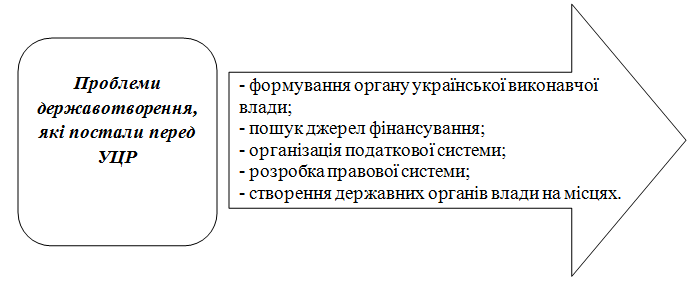 Проблеми
державотворення,
які постали перед
УЦР
- формування органу української виконавчої
влади;
- пошук джерел фінансування;
- організація податкової системи;
- розробка правової системи;
- створення державних органів влади на місцях.